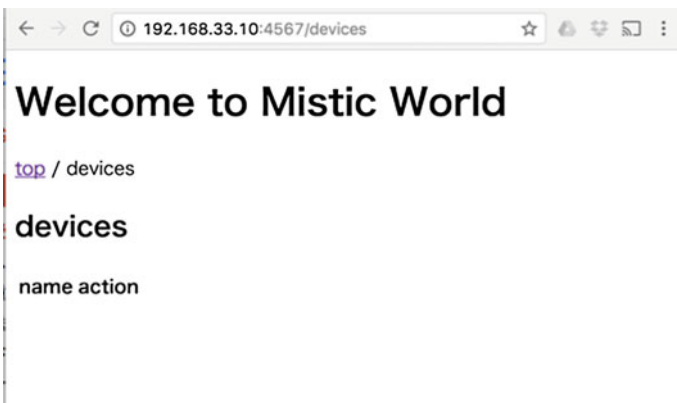 192.168.33.10:4567/devices
Welcome to Mistic World
top / devices
devices
name action